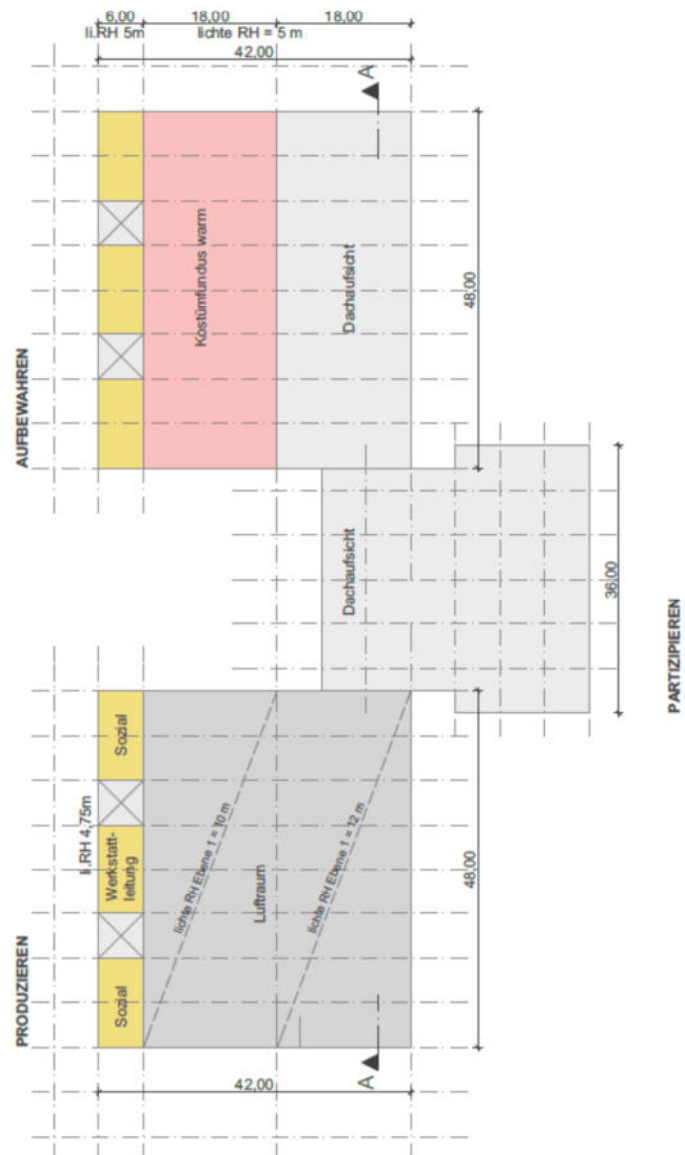 6,00
18,00
18,00
li.RH 5m
lichte RH = 5 m
42,00
A
AUFBEWAHREN
Kostümfundus warm
Dachaufsicht
48,00
Dachaufsicht
36,00
PARTIZIPIEREN
PRODUZIEREN
li.RH 4,75m
Sozial
Werkstatt-
leitung
Sozial
lichte RH Ebene 1 = 10 m
Luftraum
lichte RH Ebene 1 = 12 m
48,00
A
42,00